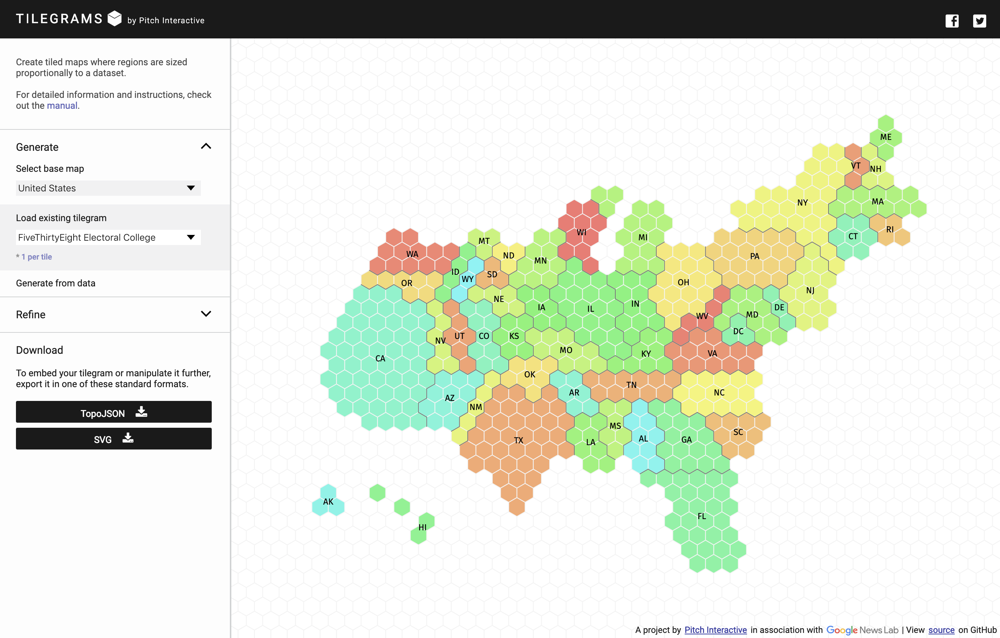 TILEGRAMS by Pitch Interactive
Create tiled maps where regions are sized
proportionally to a dataset.
For detailed information and instructions, check
out the manual.
Generate
Select base map
United States
Load existing tilegram
FiveThirtyEight Electoral College
* 1 per tile
Generate from data
Refine
Download
To embed your tilegram or manipulate it further,
export it in one of these standard formats.
TopoJSON
SVG
ME
VT
NH
NY
MA
WI
RI
MI
CT
MT
WA
ND
PA
MN
ID
SD
WY
OR
OH
NJ
NE
IN
IA
IL
DE
MD
WV
DC
UT
CO
KS
NV
MO
KY
VA
CA
OK
TN
AR
NC
AZ
NM
MS
SC
AL
GA
TX
LA
AK
FL
HI
A project by Pitch Interactive in association with Google News Lab | View source on GitHub